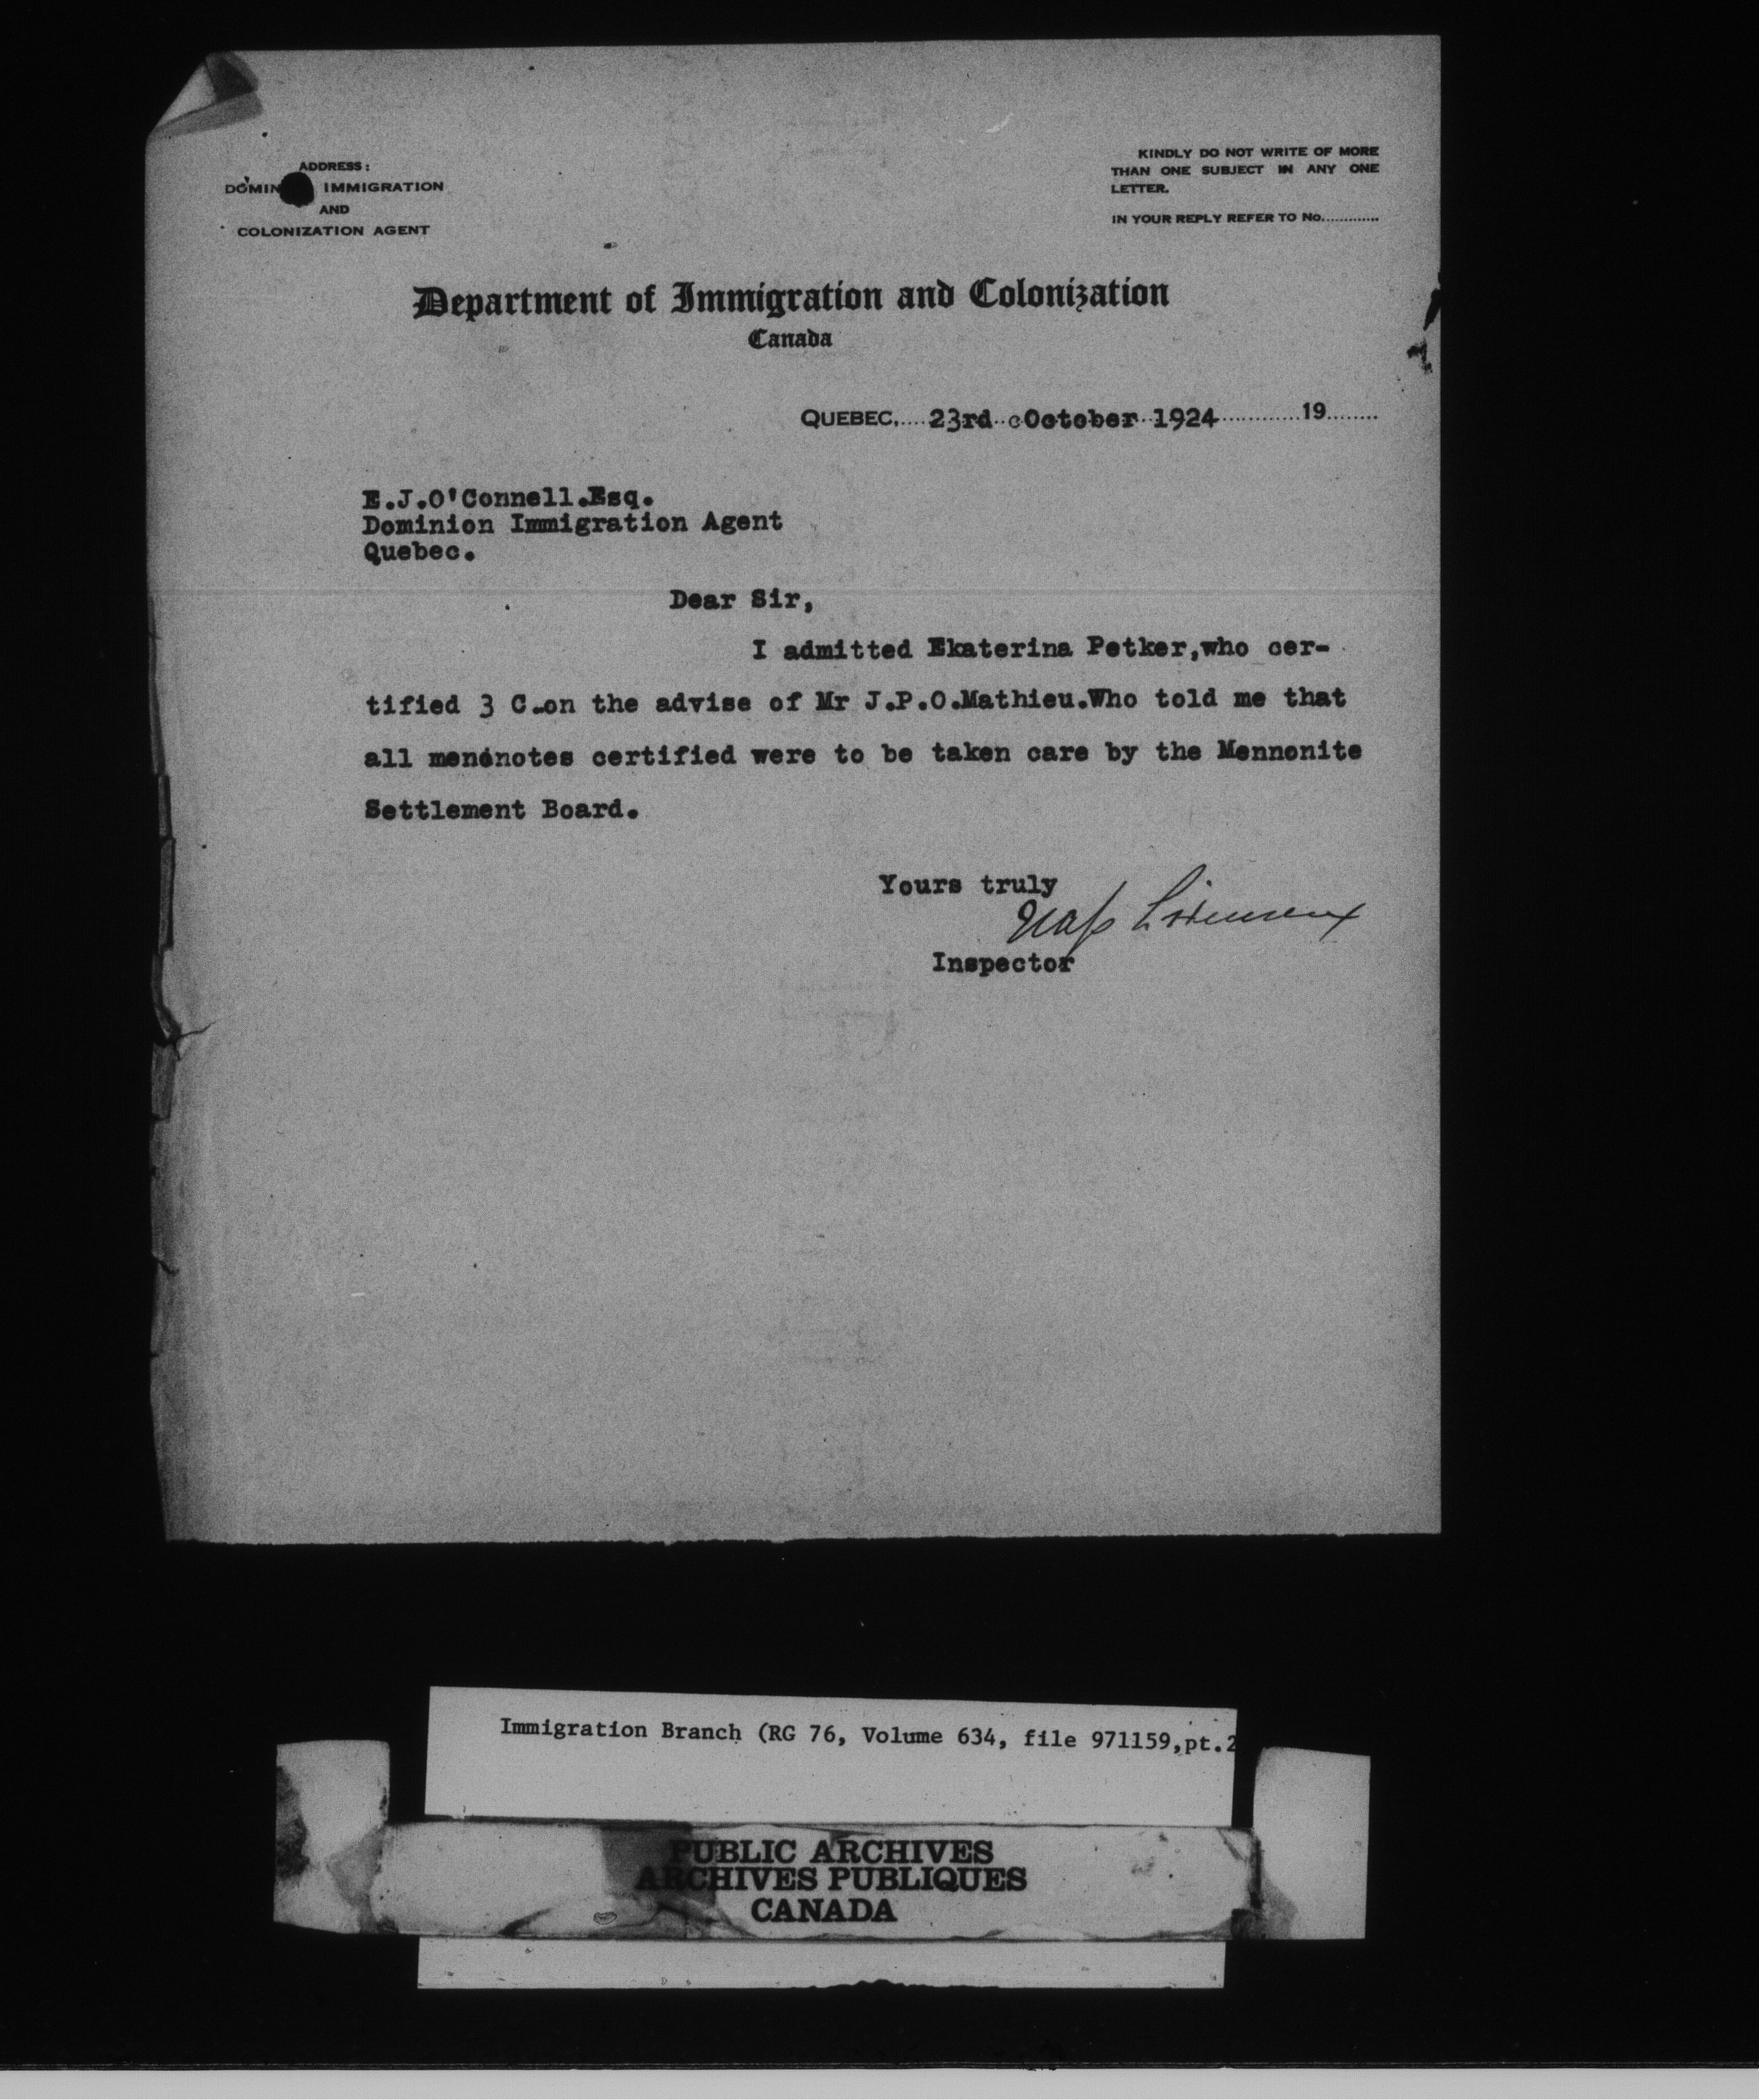 ADDRESS:
DOMIN IMMIGRATION
AND
COLONIZATION AGENT
KINDLY DO NOT WRITE OF MORE
THAN ONE SUBJECT IN ANY ONE
LETTER.
IN YOUR REPLY REFER TO No.............
Department of Immigration and Colonization
Canada
QUEBEC,....23rd cOctober 1924............19........
E.J.O'Connell.Esq.
Dominion Immigration Agent
Quebec.
Dear Sir,
I admitted Ekaterina Petker,who cer-
tified 3 C.on the advise of Mr J.P.O.Mathieu.Who told me that
all menénotes certified were to be taken care by the Mennonite
Settlement Board.
Yours truly
Inspector
Immigration Branch (RG 76, Volume 634, file 971159,pt.2
PUBLIC ARCHIVES
ARCHIVES PUBLIQUES
CANADA